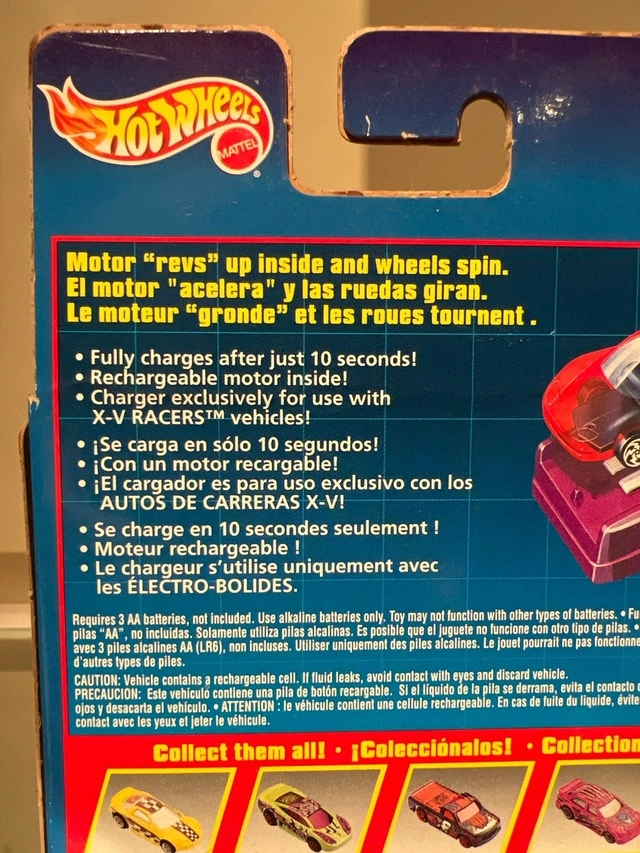 HOT WHEELS
MATTEL
®
Motor “revs” up inside and wheels spin.
El motor "acelera" y las ruedas giran.
Le moteur “gronde” et les roues tournent .
• Fully charges after just 10 seconds!
• Rechargeable motor inside!
• Charger exclusively for use with
X-V RACERS™ vehicles!
• ¡Se carga en sólo 10 segundos!
• ¡Con un motor recargable!
• ¡El cargador es para uso exclusivo con los
AUTOS DE CARRERAS X-V!
• Se charge en 10 secondes seulement !
• Moteur rechargeable !
• Le chargeur s’utilise uniquement avec
les ÉLECTRO-BOLIDES.
Requires 3 AA batteries, not included. Use alkaline batteries only. Toy may not function with other types of batteries. •
pilas “AA”, no incluidas. Solamente utiliza pilas alcalinas. Es posible que el juguete no funcione con otro tipo de pilas. •
avec 3 piles alcalines AA (LR6), non incluses. Utiliser uniquement des piles alcalines. Le jouet pourrait ne pas fonctionne
d'autres types de piles.
CAUTION: Vehicle contains a rechargeable cell. If fluid leaks, avoid contact with eyes and discard vehicle.
PRECAUCION: Este vehículo contiene una pila de botón recargable. Si el líquido de la pila se derrama, evita el contacto
ojos y desacarta el vehículo. • ATTENTION : le véhicule contient une cellule rechargeable. En cas de fuite du liquide, évite
contact avec les yeux et jeter le véhicule.
Collect them all! • ¡Colecciónalos! • Collection